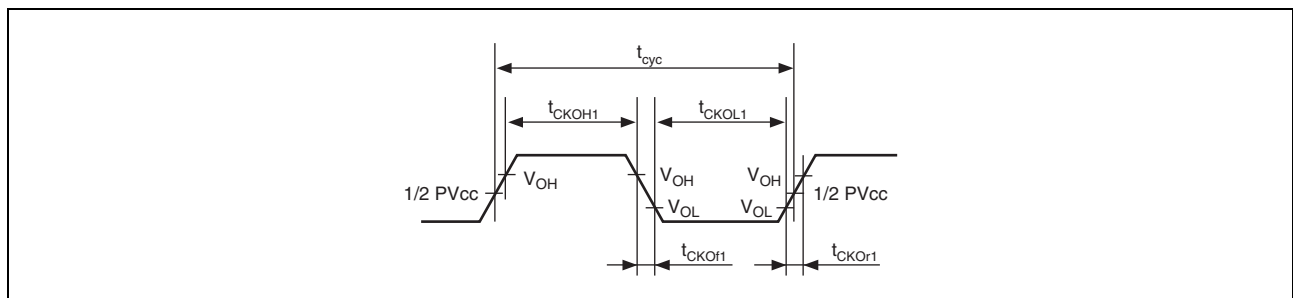 tcyc
tCKOH1 tCKOL1
VOH VOH VOH
1/2 PVcc 1/2 PVcc
VOL VOL
tCKOf1 tCKOr1